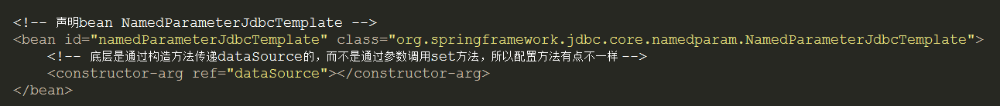 <!-- 声明bean NamedParameterJdbcTemplate -->
<bean id="namedParameterJdbcTemplate" class="org.springframework.jdbc.core.namedparam.NamedParameterJdbcTemplate">
<!-- 底层是通过构造方法传递dataSource的，而不是通过参数调用set方法，所以配置方法有点不一样 -->
<constructor-arg ref="dataSource"></constructor-arg>
</bean>